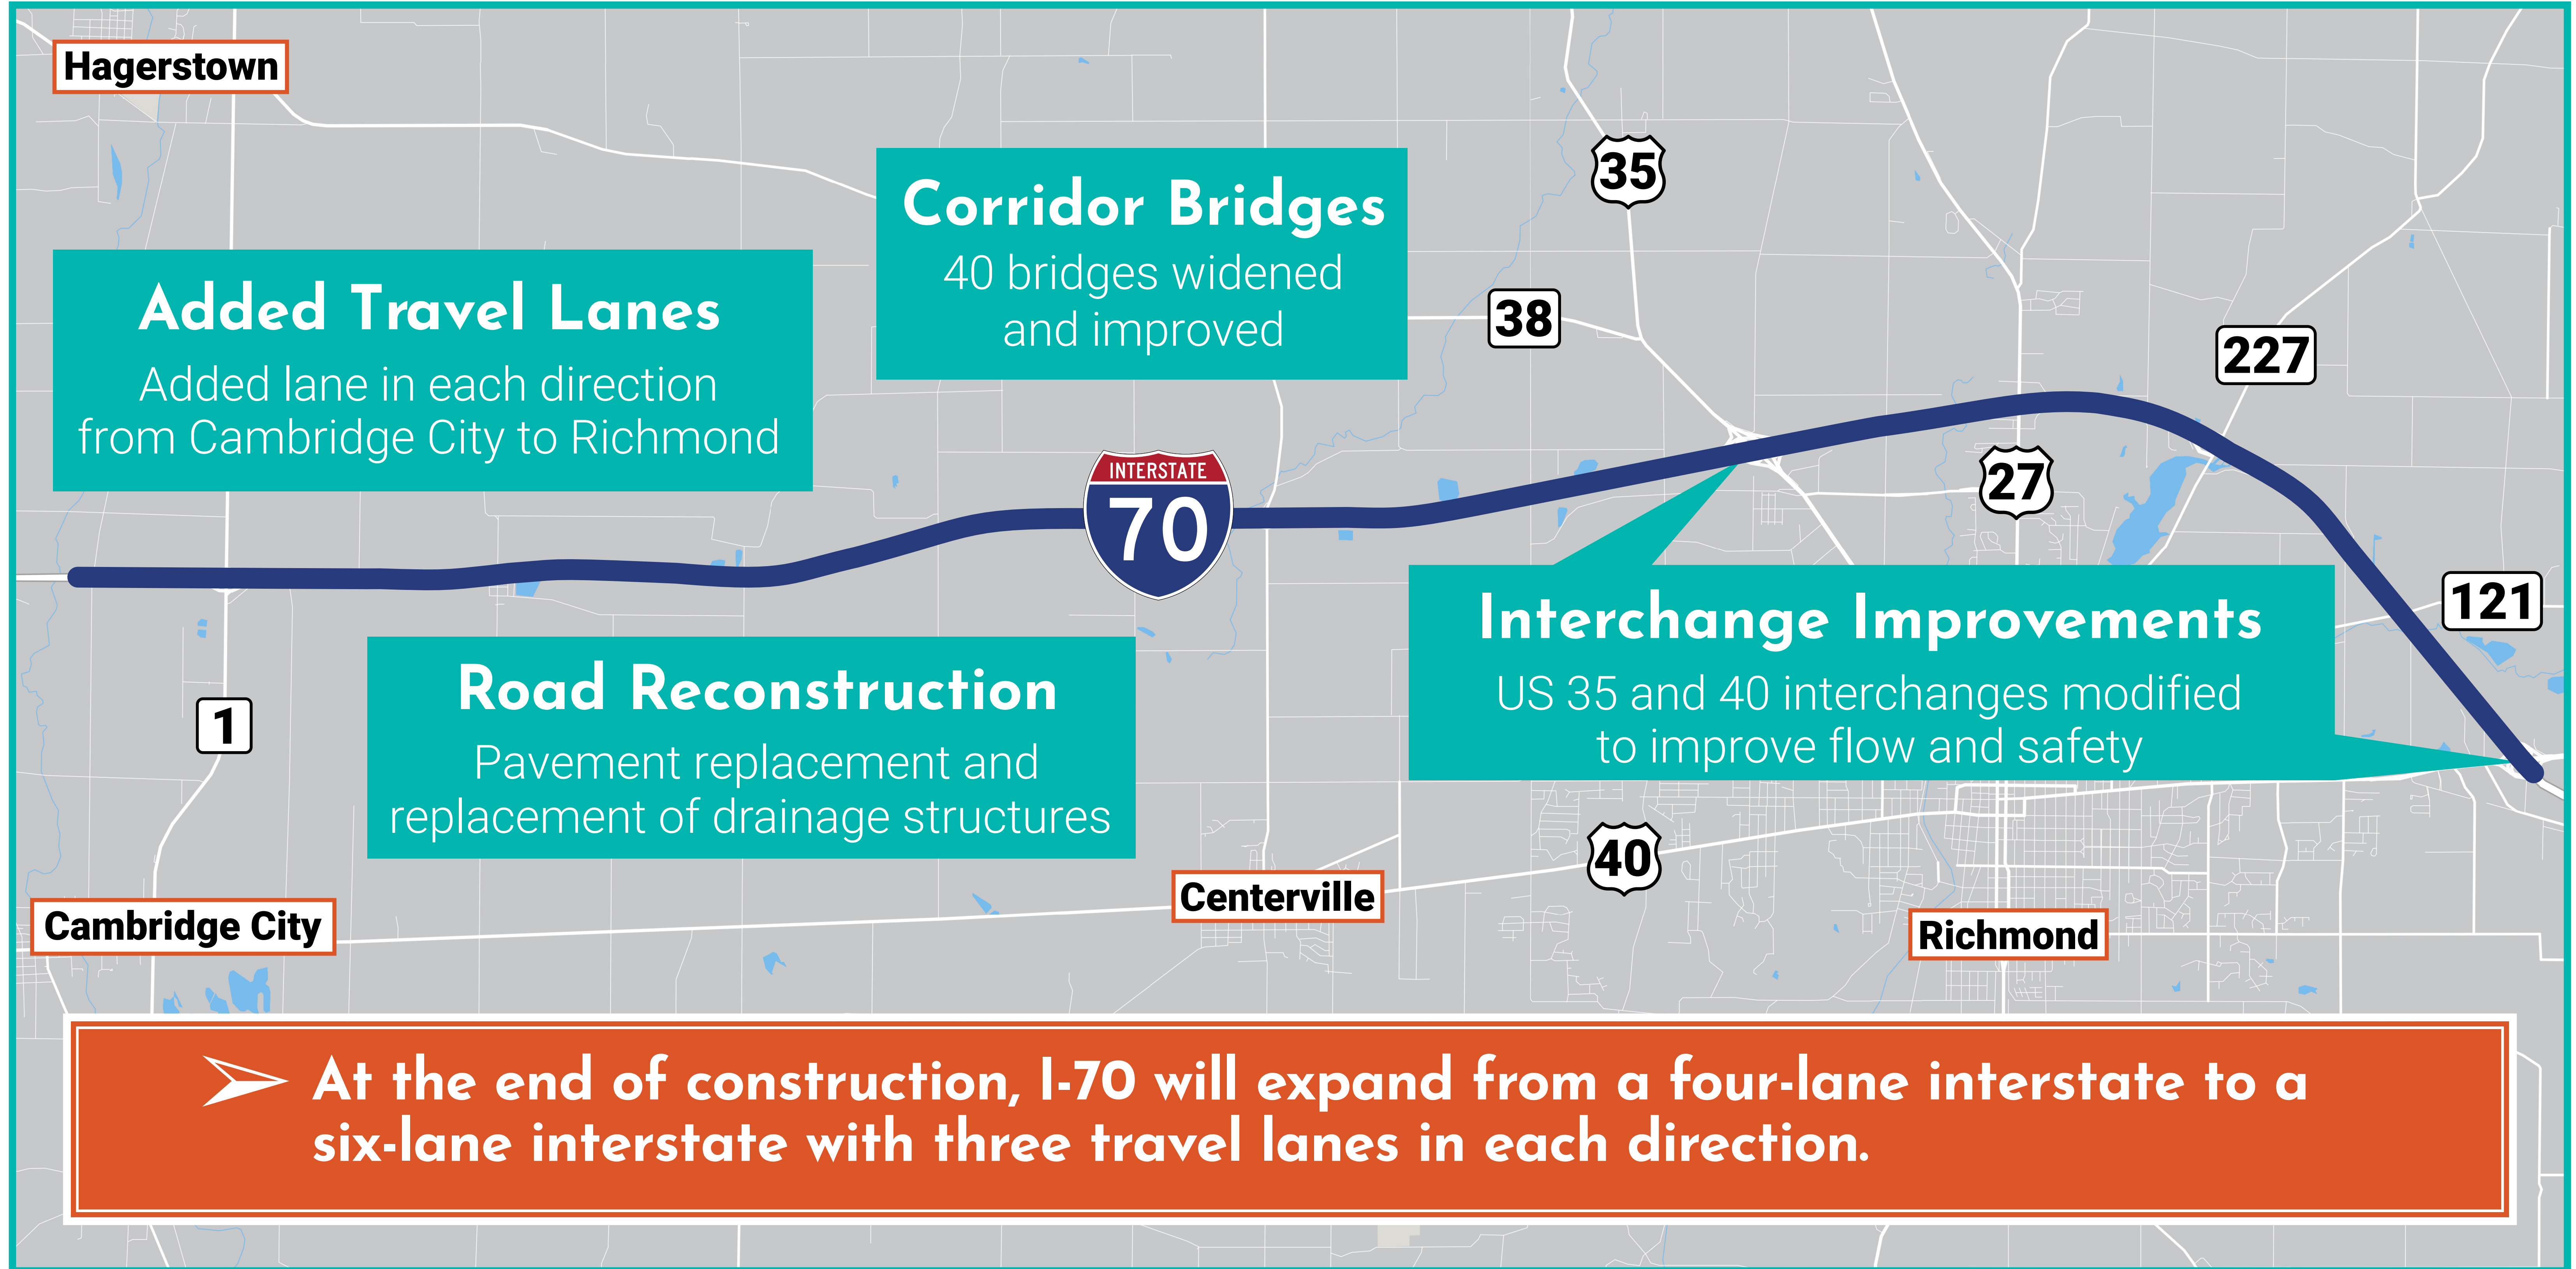 Hagerstown
35
Corridor Bridges
40 bridges widened
and improved
Added Travel Lanes
Added lane in each direction
from Cambridge City to Richmond
38
227
INTERSTATE
70
27
Interchange Improvements
US 35 and 40 interchanges modified
to improve flow and safety
121
Road Reconstruction
Pavement replacement and
replacement of drainage structures
1
40
Centerville
Cambridge City
Richmond
At the end of construction, I-70 will expand from a four-lane interstate to a
six-lane interstate with three travel lanes in each direction.